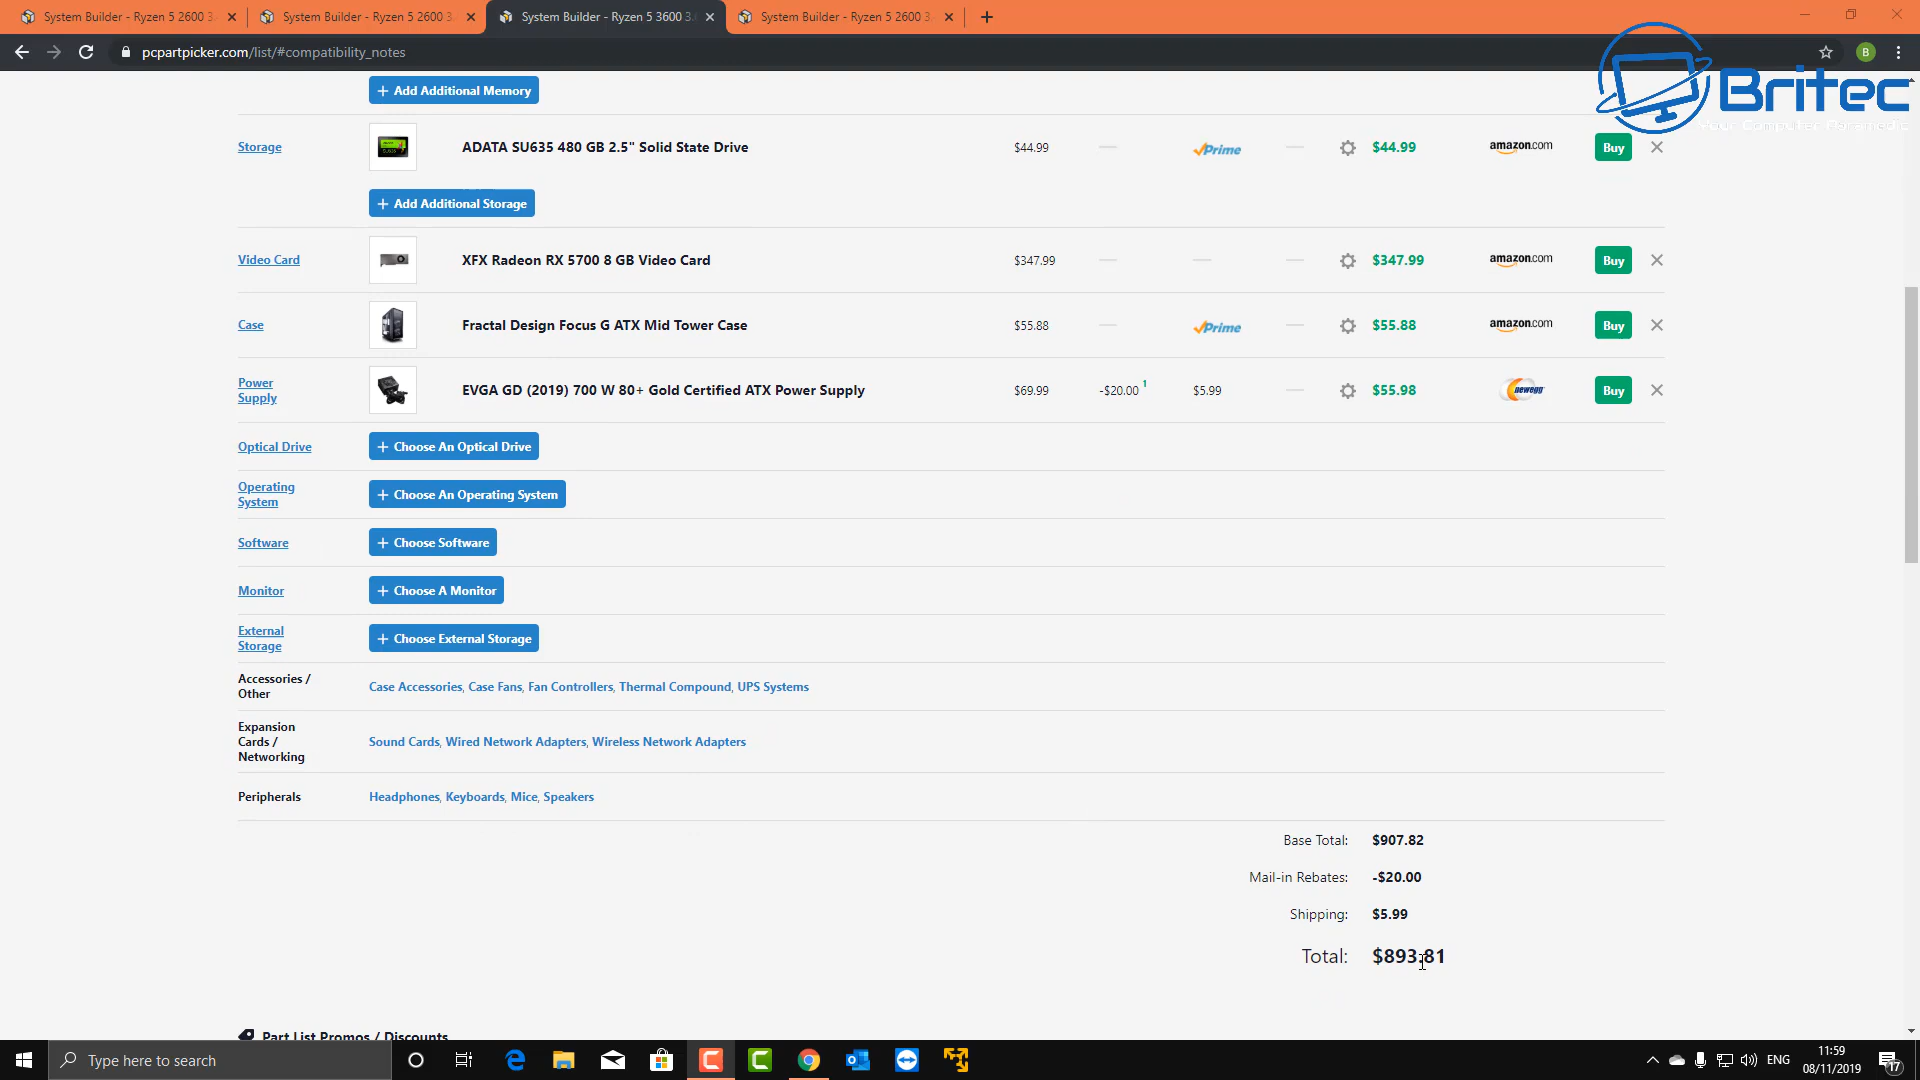 System Builder - Ryzen 5 2600 3.
System Builder - Ryzen 5 2600 3.
System Builder - Ryzen 5 3600 3.
System Builder - Ryzen 5 2600 3.
pcpartpicker.com/list/#compatibility_notes
B
Britec
Your Computer Paramedic
+ Add Additional Memory
Storage
ADATA SU635 480 GB 2.5" Solid State Drive
$44.99
Prime
$44.99
amazon.com
Buy
+ Add Additional Storage
Video Card
XFX Radeon RX 5700 8 GB Video Card
$347.99
$347.99
amazon.com
Buy
Case
Fractal Design Focus G ATX Mid Tower Case
$55.88
Prime
$55.88
amazon.com
Buy
Power Supply
EVGA GD (2019) 700 W 80+ Gold Certified ATX Power Supply
$69.99
-$20.00 1
$5.99
$55.98
newegg
Buy
Optical Drive
+ Choose An Optical Drive
Operating System
+ Choose An Operating System
Software
+ Choose Software
Monitor
+ Choose A Monitor
External Storage
+ Choose External Storage
Accessories / Other
Case Accessories, Case Fans, Fan Controllers, Thermal Compound, UPS Systems
Expansion Cards / Networking
Sound Cards, Wired Network Adapters, Wireless Network Adapters
Peripherals
Headphones, Keyboards, Mice, Speakers
Base Total: $907.82
Mail-in Rebates: -$20.00
Shipping: $5.99
Total: $893.81
Part List Promos / Discounts
Type here to search
ENG
11:59
08/11/2019
17